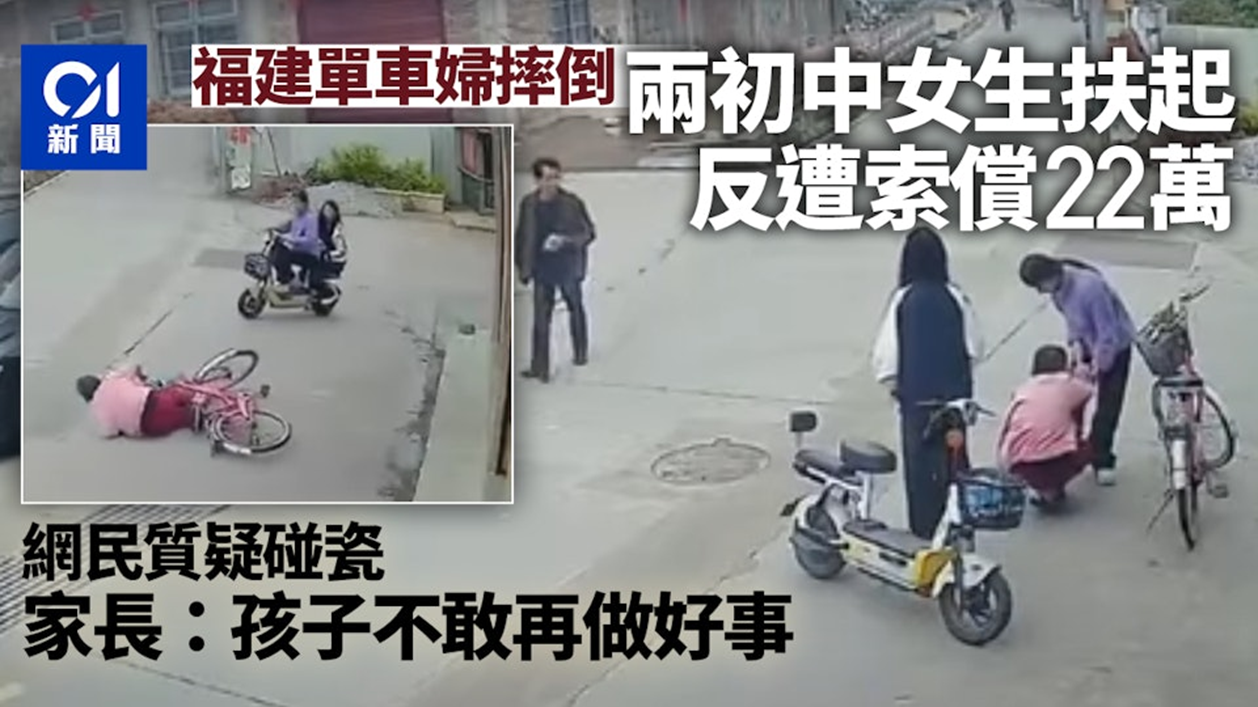 01
新聞
福建單車婦摔倒
兩初中女生扶起
反遭索償22萬
網民質疑碰瓷
家長：孩子不敢再做好事